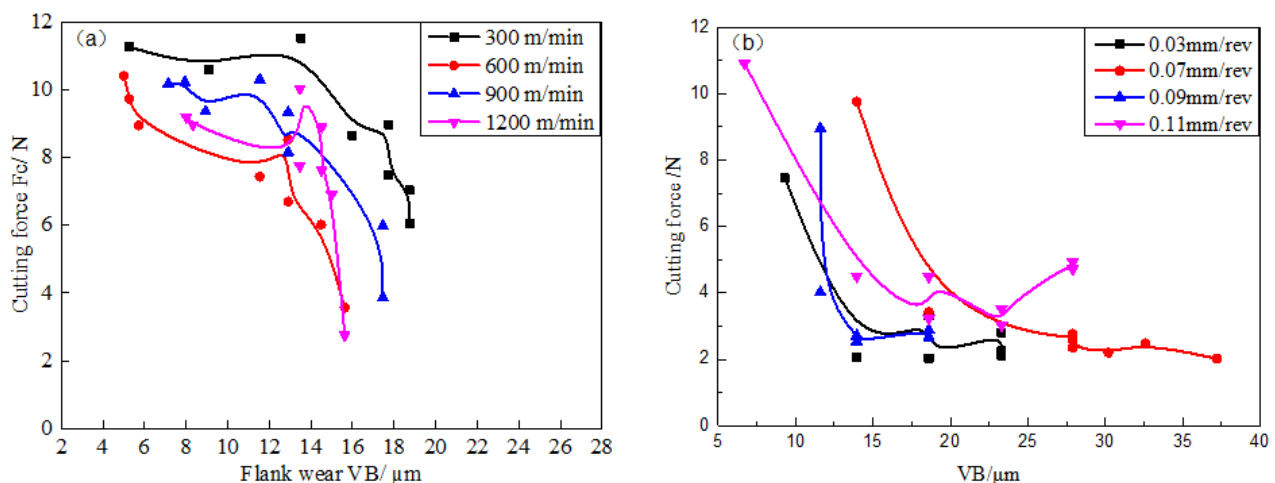 (a)
300 m/min
600 m/min
900 m/min
1200 m/min
Cutting force Fc/ N
12
10
8
6
4
2
0
2 4 6 8 10 12 14 16 18 20 22 24 26 28
Flank wear VB/ μm
(b)
0.03mm/rev
0.07mm/rev
0.09mm/rev
0.11mm/rev
Cutting force /N
12
10
8
6
4
2
0
5 10 15 20 25 30 35 40
VB/μm